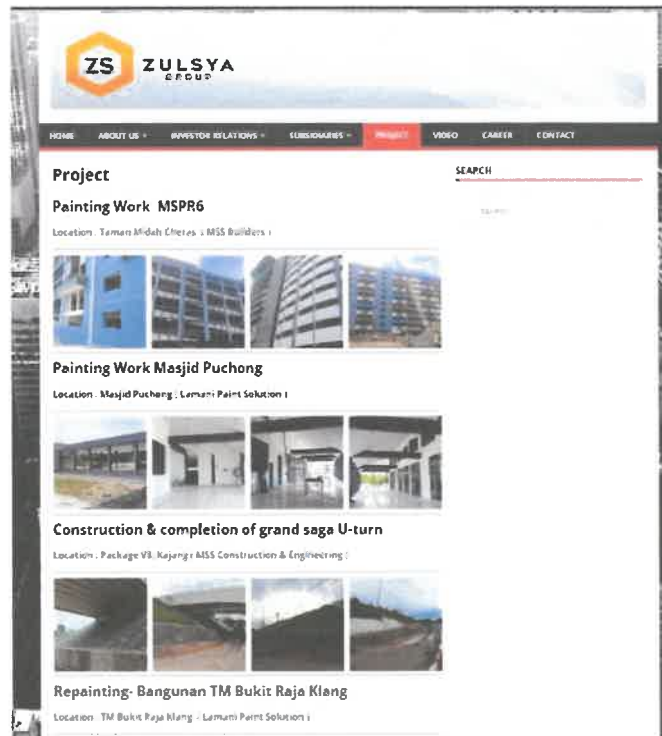 ZS ZULSYA
GROUP
HOME ABOUT US INVESTOR RELATIONS SUBSIDIARIES PROJECT VIDEO CAREER CONTACT
Project
SEARCH
Painting Work MSPR6
Location : Taman Midah Cheras ( MSS Builders )
Painting Work Masjid Puchong
Location : Masjid Puchong ( Lamani Paint Solution )
Construction & completion of grand saga U-turn
Location : Package V3, Kajang ( MSS Construction & Engineering )
Repainting- Bangunan TM Bukit Raja Klang
Location : TM Bukit Raja Klang - Lamani Paint Solution )